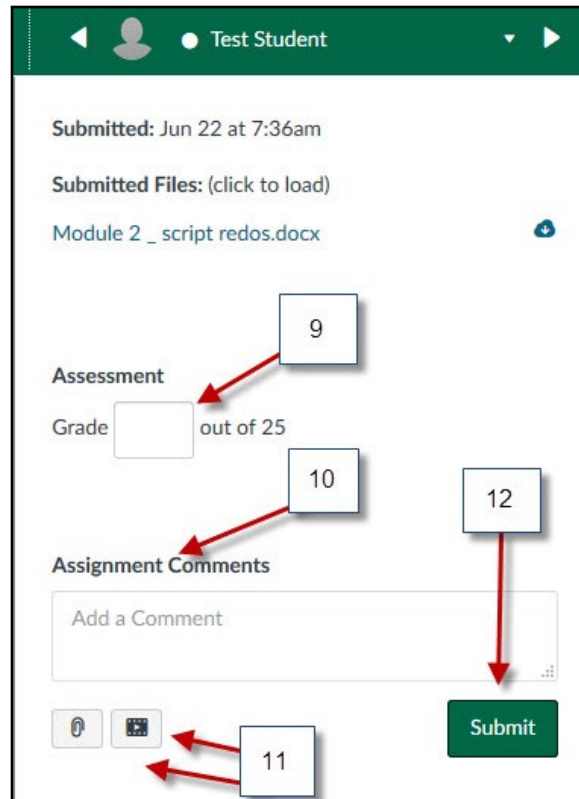 Test Student
Submitted: Jun 22 at 7:36am
Submitted Files: (click to load)
Module 2 _ script redos.docx
9
Assessment
Grade out of 25
10
12
Assignment Comments
Add a Comment
Submit
11